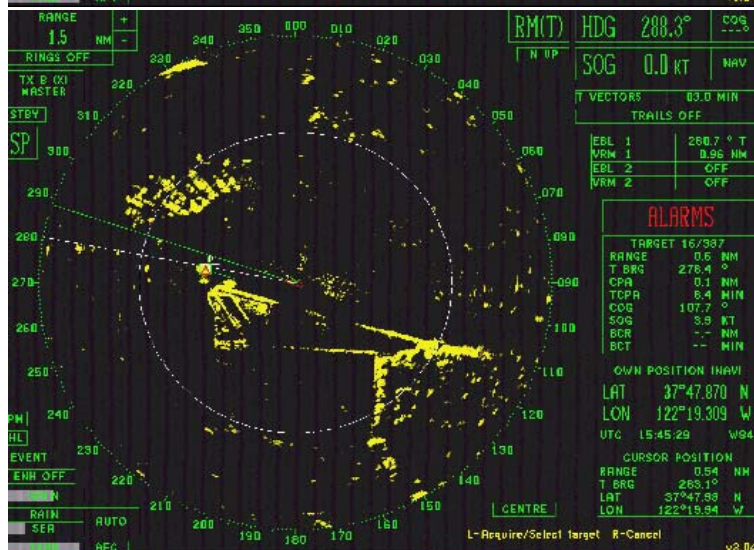 RANGE +
1.5 NM -
RINGS OFF
TX B (X)
MASTER
STBY
SP
RM(T)
N UP
HDG 288.3°
COG
---°
SOG 0.0 KT
NAV
T VECTORS 03.0 MIN
TRAILS OFF
EBL 1 280.7 ° T
VRM 1 0.96 NM
EBL 2 OFF
VRM 2 OFF
ALARMS
TARGET 16/987
RANGE 0.6 NM
T BRG 276.4 °
CPA 0.1 NM
TCPA 8.4 MIN
COG 107.7 °
SOG 3.9 KT
BCR -- NM
BCT -- MIN
OWN POSITION (NAV)
LAT 37°47.870 N
LON 122°19.309 W
UTC 15:45:29 W84
CURSOR POSITION
RANGE 0.54 NM
T BRG 283.1°
LAT 37°47.98 N
LON 122°19.94 W
000
010
020
030
040
050
060
070
080
090
100
110
120
130
140
150
160
170
180
190
200
210
220
230
240
250
260
270
280
290
300
310
220
240
350
HL
EVENT
ENH OFF
RAIN
SEA AUTO
AFC
CENTRE
L-Acquire/Select target R-Cancel